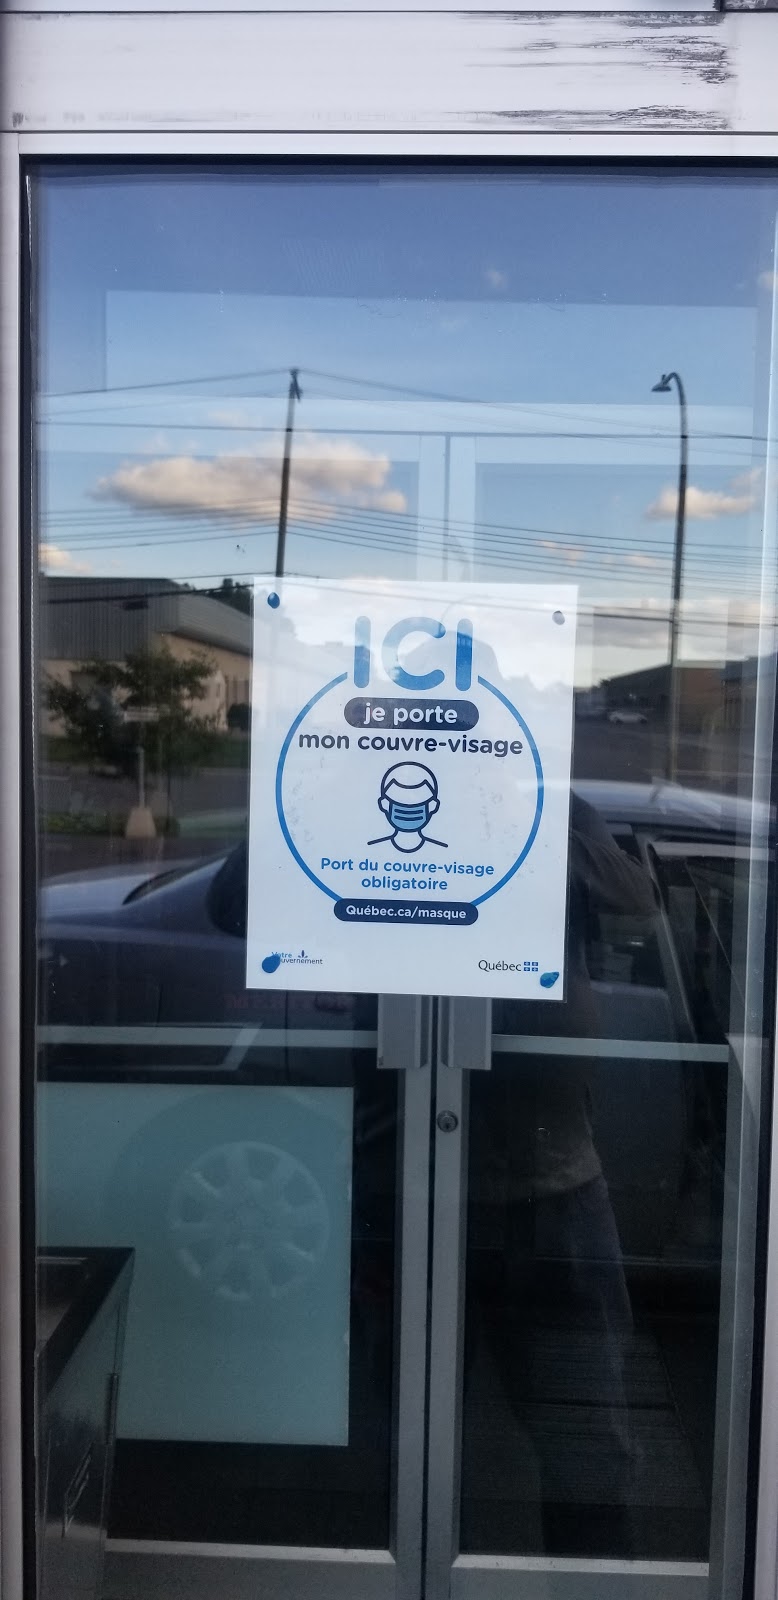 ICI
je porte
mon couvre-visage
Port du couvre-visage
obligatoire
Québec.ca/masque
Votre
gouvernement
Québec